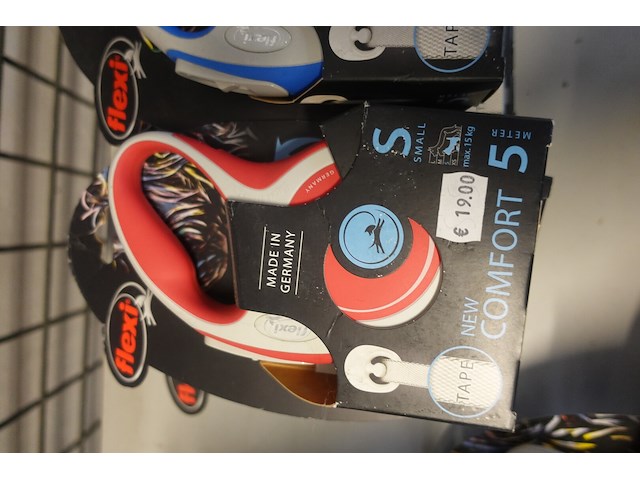 flexi
flexi
TAPE
S
SMALL
max. 15 kg
5
METER
€ 19.00
GERMANY
MADE IN
GERMANY
flexi
flexi
NEW
COMFORT
TAPE